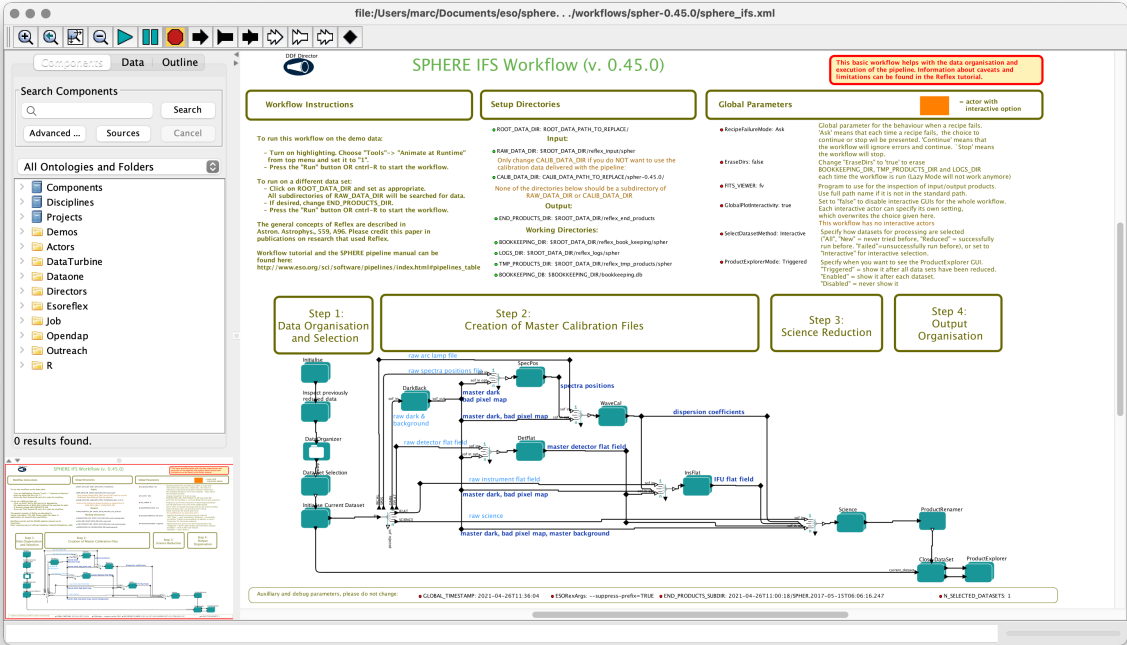 file:/Users/marc/Documents/eso/sphere. . ./workflows/spher-0.45.0/sphere_ifs.xml
Components
Data
Outline
Search Components
Search
Advanced ...
Sources
Cancel
All Ontologies and Folders
Components
Disciplines
Projects
Demos
Actors
DataTurbine
Dataone
Directors
Esoreflex
Job
Opendap
Outreach
R
0 results found.
DDF Director
SPHERE IFS Workflow (v. 0.45.0)
This basic workflow helps with the data organisation and
execution of the pipeline. Information about caveats and
limitations can be found in the Reflex tutorial.
Workflow Instructions
To run this workflow on the demo data:
- Turn on highlighting. Choose "Tools"-> "Animate at Runtime"
from top menu and set it to "1".
- Press the "Run" button OR cntrl-R to start the workflow.
To run on a different data set:
- Click on ROOT_DATA_DIR and set as appropriate.
All subdirectories of RAW_DATA_DIR will be searched for data.
- If desired, change END_PRODUCTS_DIR.
- Press the "Run" button OR cntrl-R to start the workflow.
The general concepts of Reflex are described in
Astron. Astrophys., 559, A96. Please credit this paper in
publications on research that used Reflex.
Workflow tutorial and the SPHERE pipeline manual can be
found here:
http://www.eso.org/sci/software/pipelines/index.html#pipelines_table
Setup Directories
ROOT_DATA_DIR: ROOT_DATA_PATH_TO_REPLACE/
Input:
RAW_DATA_DIR: $ROOT_DATA_DIR/reflex_input/spher
Only change CALIB_DATA_DIR if you do NOT want to use the
calibration data delivered with the pipeline:
CALIB_DATA_DIR: CALIB_DATA_PATH_TO_REPLACE/spher-0.45.0/
None of the directories below should be a subdirectory of
RAW_DATA_DIR or CALIB_DATA_DIR
Output:
END_PRODUCTS_DIR: $ROOT_DATA_DIR/reflex_end_products
Working Directories:
BOOKKEEPING_DIR: $ROOT_DATA_DIR/reflex_book_keeping/spher
LOGS_DIR: $ROOT_DATA_DIR/reflex_logs/spher
TMP_PRODUCTS_DIR: $ROOT_DATA_DIR/reflex_tmp_products/spher
BOOKKEEPING_DB: $BOOKKEEPING_DIR/bookkeeping.db
Global Parameters
= actor with
interactive option
RecipeFailureMode: Ask
EraseDirs: false
FITS_VIEWER: fv
GlobalPlotInteractivity: true
SelectDatasetMethod: Interactive
ProductExplorerMode: Triggered
Global parameter for the behaviour when a recipe fails.
'Ask' means that each time a recipe fails, the choice to
continue or stop wil be presented. 'Continue' means that the
workflow will ignore errors and continue. 'Stop' means
the workflow will stop.
Change "EraseDirs" to "true" to erase
BOOKKEEPING_DIR, TMP_PRODUCTS_DIR and LOGS_DIR
each time the workflow is run (Lazy Mode will not work anymore)
Program to use for the inspection of input/output products.
Use full path name if it is not in the standard path.
Set to "false" to disable interactive GUIs for the whole workflow.
Each interactive actor can specify its own setting,
which overwrites the choice given here.
This workflow has no interactive actors
Specify how datasets for processing are selected
("All", "New" = never tried before, "Reduced" = successfully
run before. "Failed"=unsuccessfully run before), or set to
"Interactive" for interactive selection.
Specify when you want to see the ProductExplorer GUI.
"Triggered" = show it after all data sets have been reduced.
"Enabled" = show it after each dataset.
"Disabled" = never show it
Step 1:
Data Organisation
and Selection
Step 2:
Creation of Master Calibration Files
Step 3:
Science Reduction
Step 4:
Output
Organisation
Initialise
Inspect previously
reduced data
DataOrganizer
Dataset Selection
Initialise Current Dataset
raw arc lamp file
raw spectra positions file
SpecPos
spectra positions
DarkBack
master dark
bad pixel map
raw dark &
background
master dark, bad pixel map
WaveCal
dispersion coefficients
raw detector flat field
DetFlat
master detector flat field
raw instrument flat field
master dark, bad pixel map
InsFlat
IFU flat field
raw science
master dark, bad pixel map, master background
Science
ProductRenamer
CloseDataSet
ProductExplorer
current_dataset
SCIENCE
Auxiliary and debug parameters, please do not change:
GLOBAL_TIMESTAMP: 2021-04-26T11:36:04
ESORexArgs: --suppress-prefix=TRUE
END_PRODUCTS_SUBDIR: 2021-04-26T11:00:18/SPHER.2017-05-15T06:06:16.247
N_SELECTED_DATASETS: 1